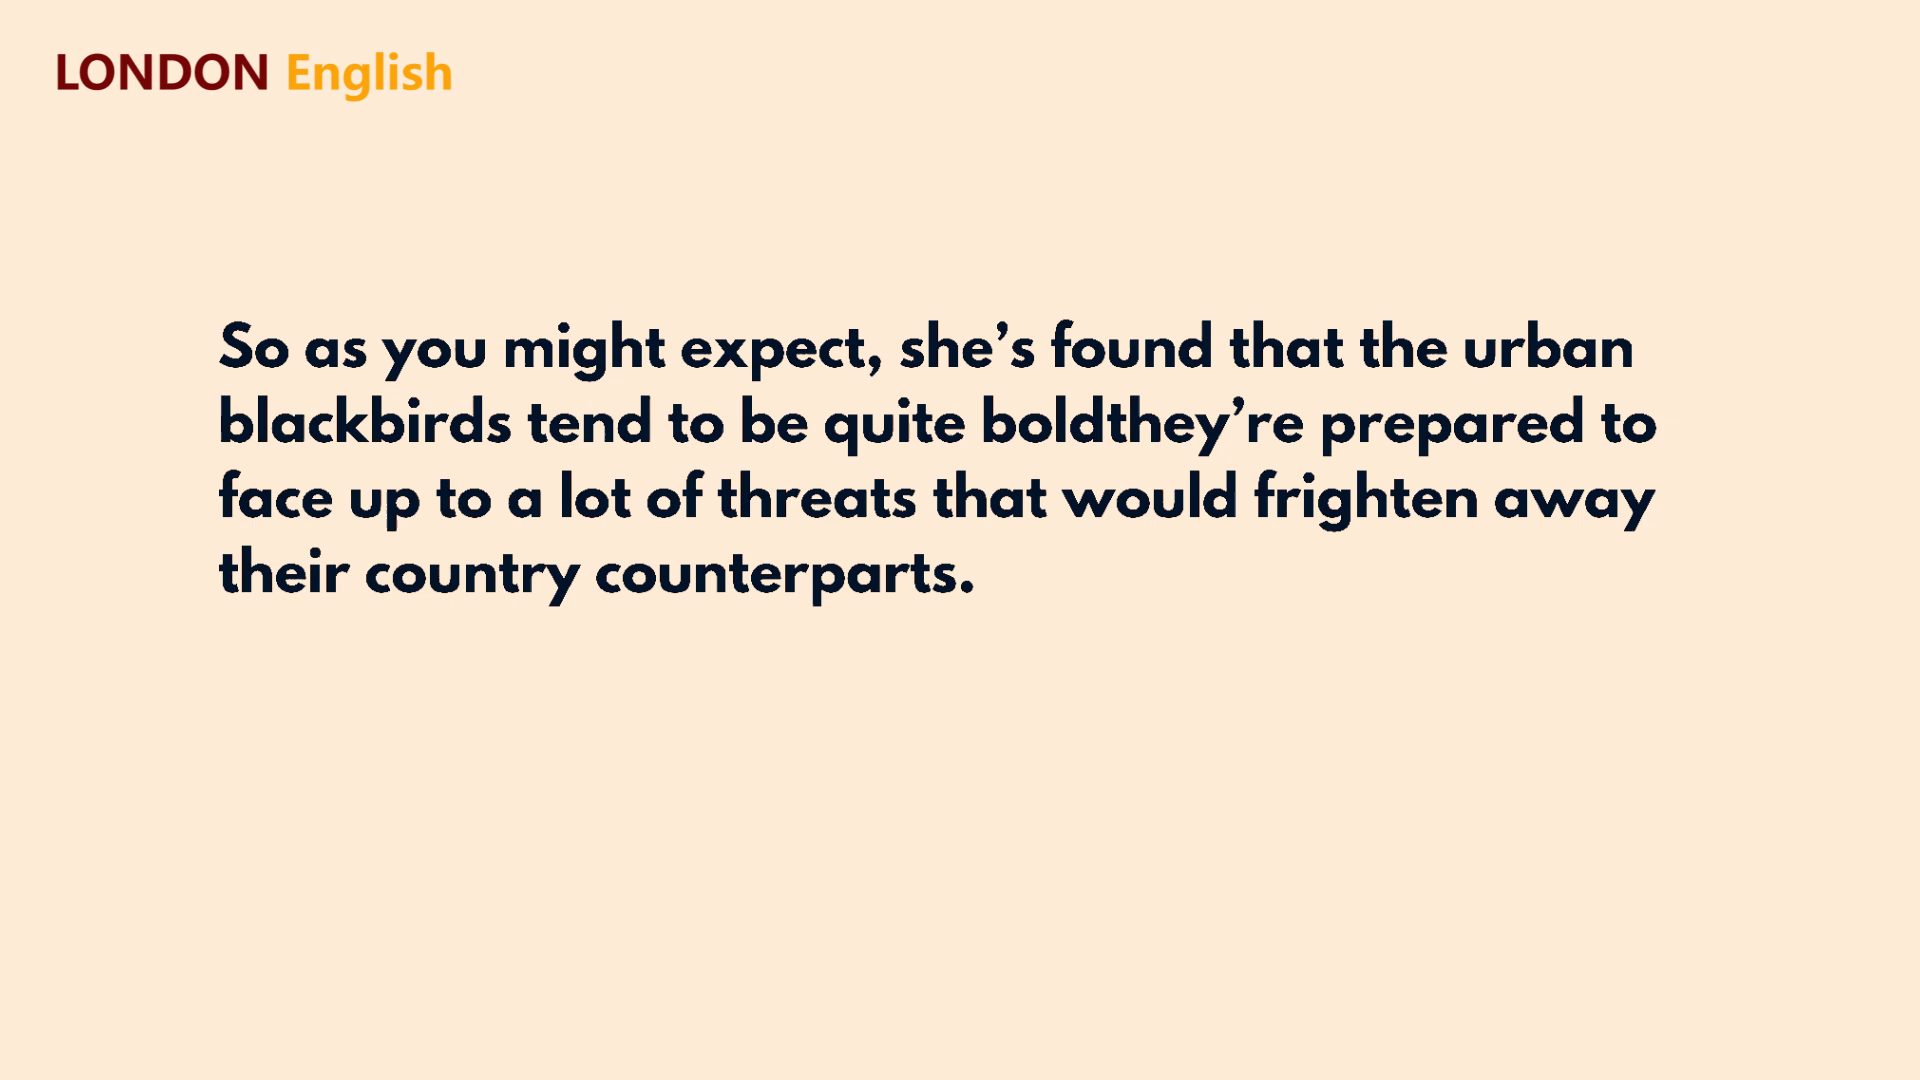 LONDON English
So as you might expect, she’s found that the urban
blackbirds tend to be quite boldthey’re prepared to
face up to a lot of threats that would frighten away
their country counterparts.